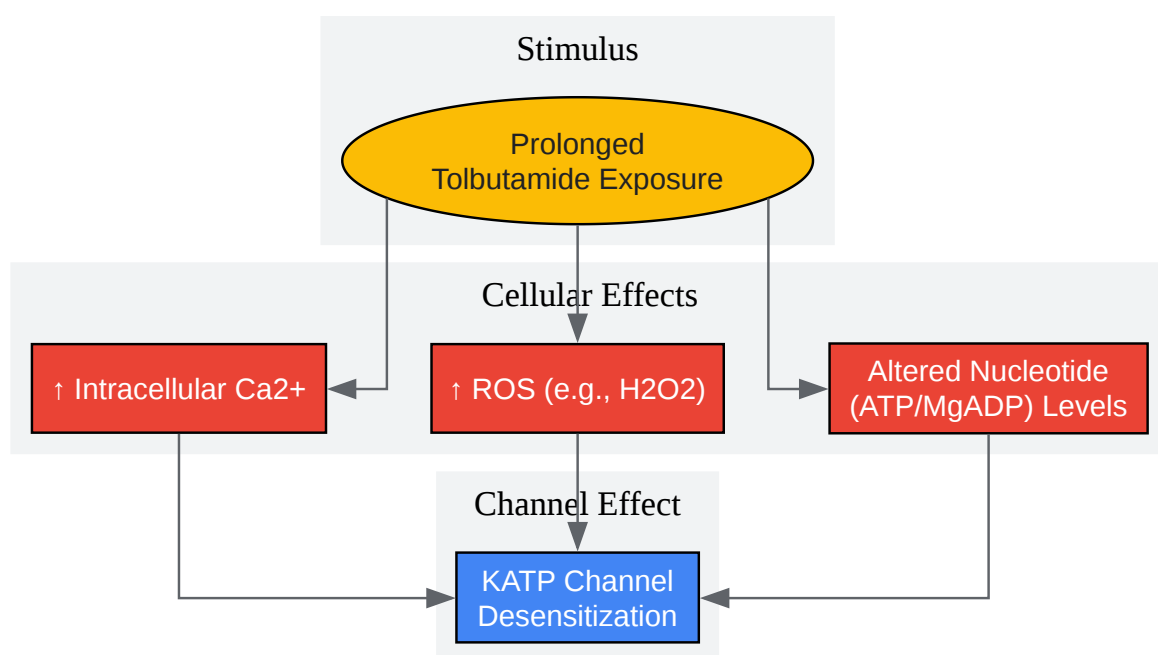 Stimulus
Prolonged
Tolbutamide Exposure
Cellular Effects
↑ Intracellular Ca2+
↑ ROS (e.g., H2O2)
Altered Nucleotide
(ATP/MgADP) Levels
Channel Effect
KATP Channel
Desensitization